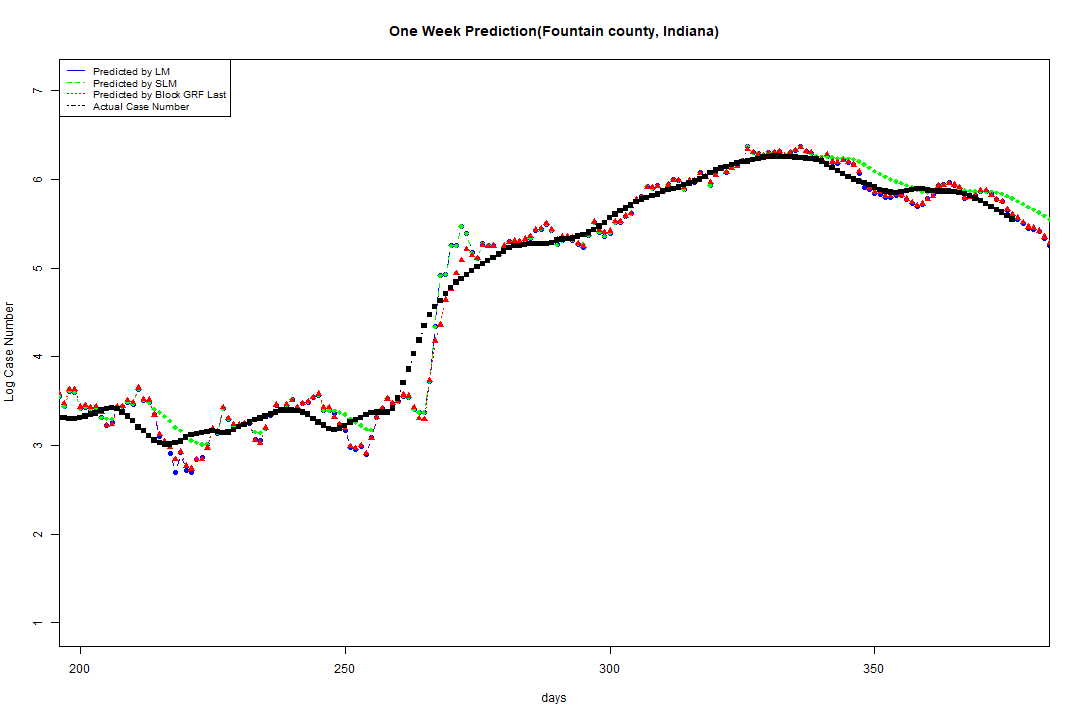 One Week Prediction(Fountain county, Indiana)
Predicted by LM
Predicted by SLM
Predicted by Block GRF Last
Actual Case Number
7
6
5
4
3
2
1
Log Case Number
200 250 300 350
days